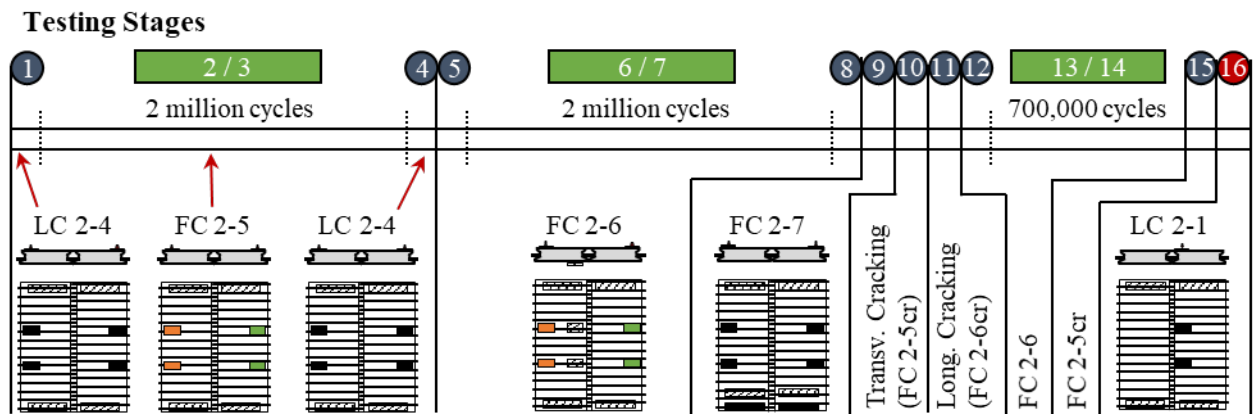 Testing Stages
1 2 / 3 4 5 6 / 7 8 9 10 11 12 13 / 14 15 16
2 million cycles 2 million cycles 700,000 cycles
LC 2-4 FC 2-5 LC 2-4 FC 2-6 FC 2-7 LC 2-1
Transv. Cracking
(FC 2-5cr)
Long. Cracking
(FC 2-6cr)
FC 2-6
FC 2-5cr